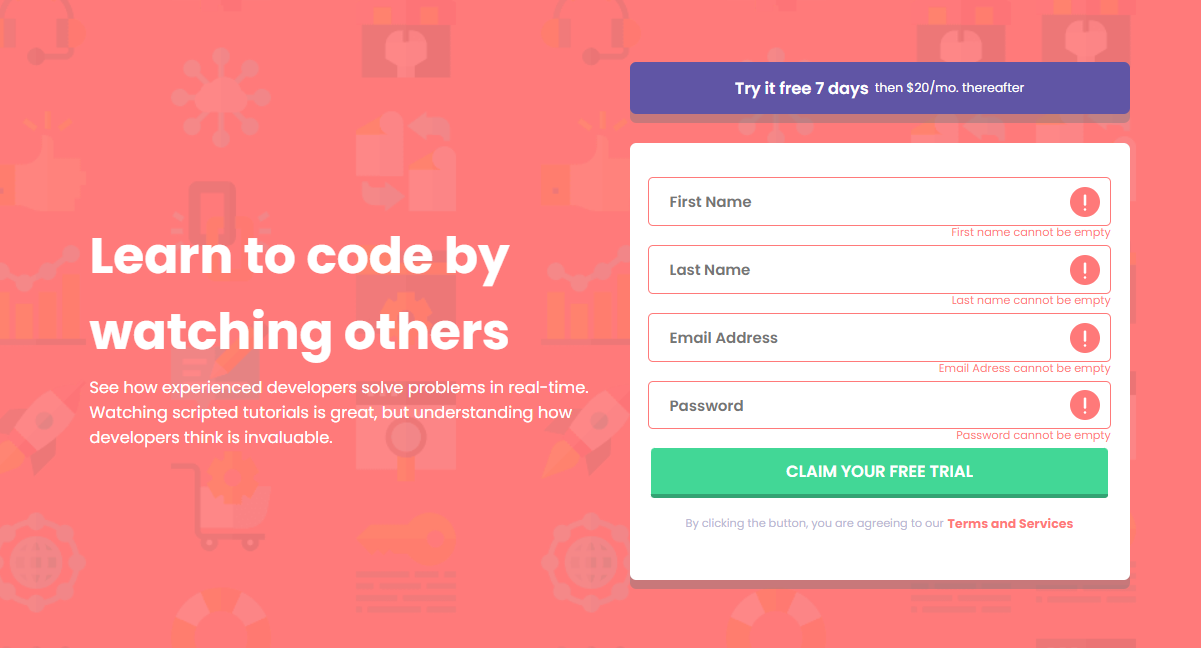 Learn to code by
watching others
See how experienced developers solve problems in real-time.
Watching scripted tutorials is great, but understanding how
developers think is invaluable.
Try it free 7 days then $20/mo. thereafter
First Name
First name cannot be empty
Last Name
Last name cannot be empty
Email Address
Email Adress cannot be empty
Password
Password cannot be empty
CLAIM YOUR FREE TRIAL
By clicking the button, you are agreeing to our Terms and Services